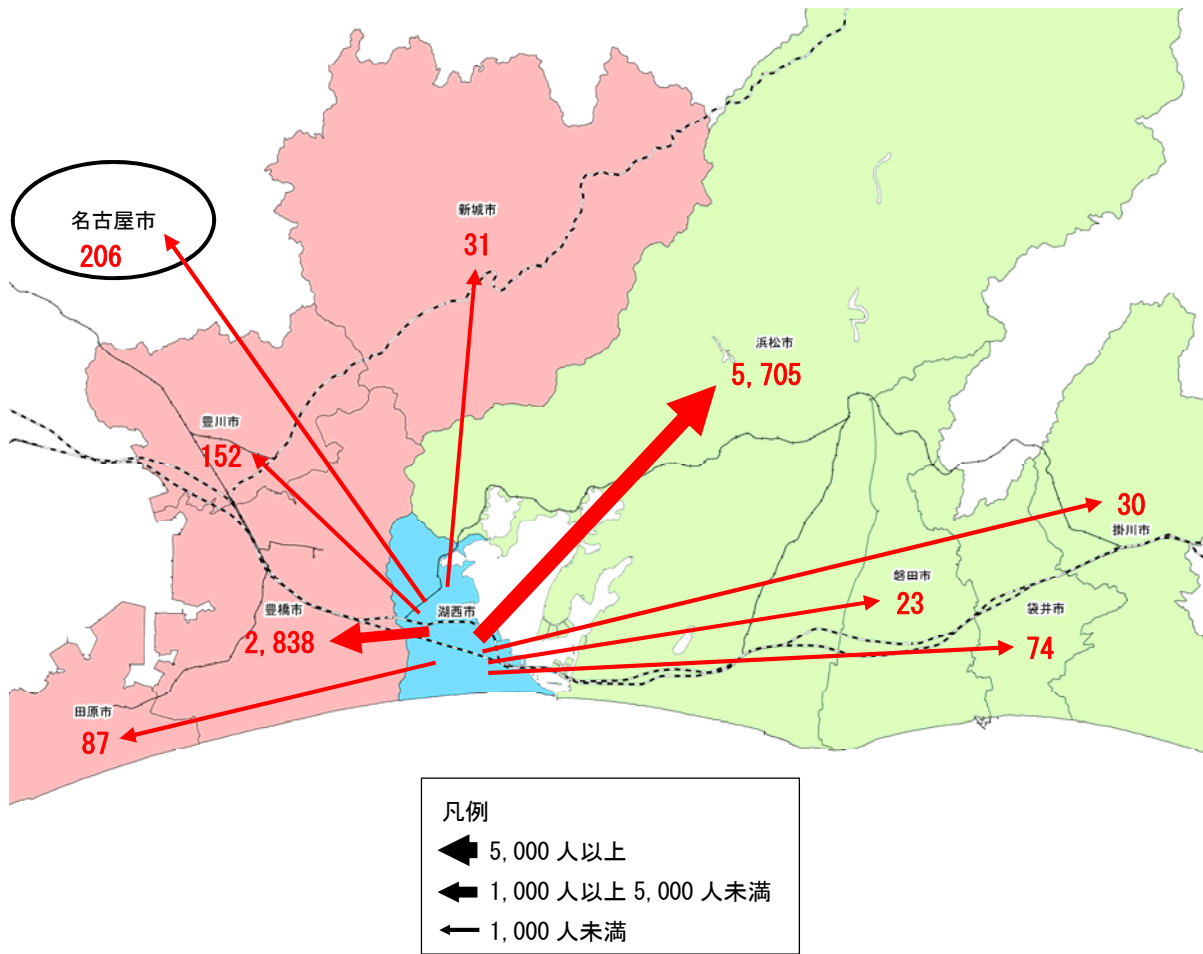 名古屋市
206
新城市
31
浜松市
5,705
豊川市
152
30
掛川市
磐田市
23
袋井市
74
豊橋市
2,838
湖西市
田原市
87
凡例
5,000 人以上
1,000 人以上 5,000 人未満
1,000 人未満